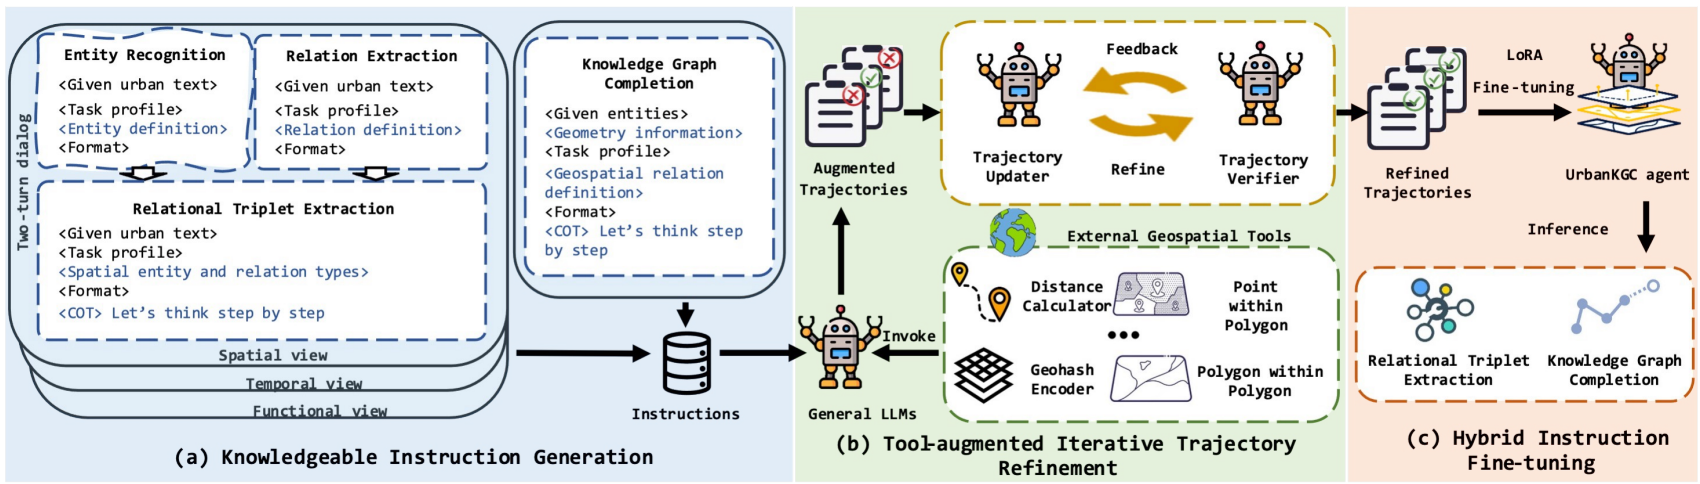 Two-turn dialog
Entity Recognition
<Given urban text>
<Task profile>
<Entity definition>
<Format>
Relation Extraction
<Given urban text>
<Task profile>
<Relation definition>
<Format>
Relational Triplet Extraction
<Given urban text>
<Task profile>
<Spatial entity and relation types>
<Format>
<COT> Let's think step by step
Spatial view
Temporal view
Functional view
Knowledge Graph
Completion
<Given entities>
<Geometry information>
<Task profile>
<Geospatial relation
definition>
<Format>
<COT> Let's think step
by step
Instructions
(a) Knowledgeable Instruction Generation
Augmented
Trajectories
General LLMs
Invoke
Feedback
Refine
Trajectory
Updater
Trajectory
Verifier
External Geospatial Tools
Distance
Calculator
Point
within
Polygon
Geohash
Encoder
Polygon within
Polygon
(b) Tool-augmented Iterative Trajectory
Refinement
Refined
Trajectories
LoRA
Fine-tuning
UrbanKGC agent
Inference
Relational Triplet
Extraction
Knowledge Graph
Completion
(c) Hybrid Instruction
Fine-tuning